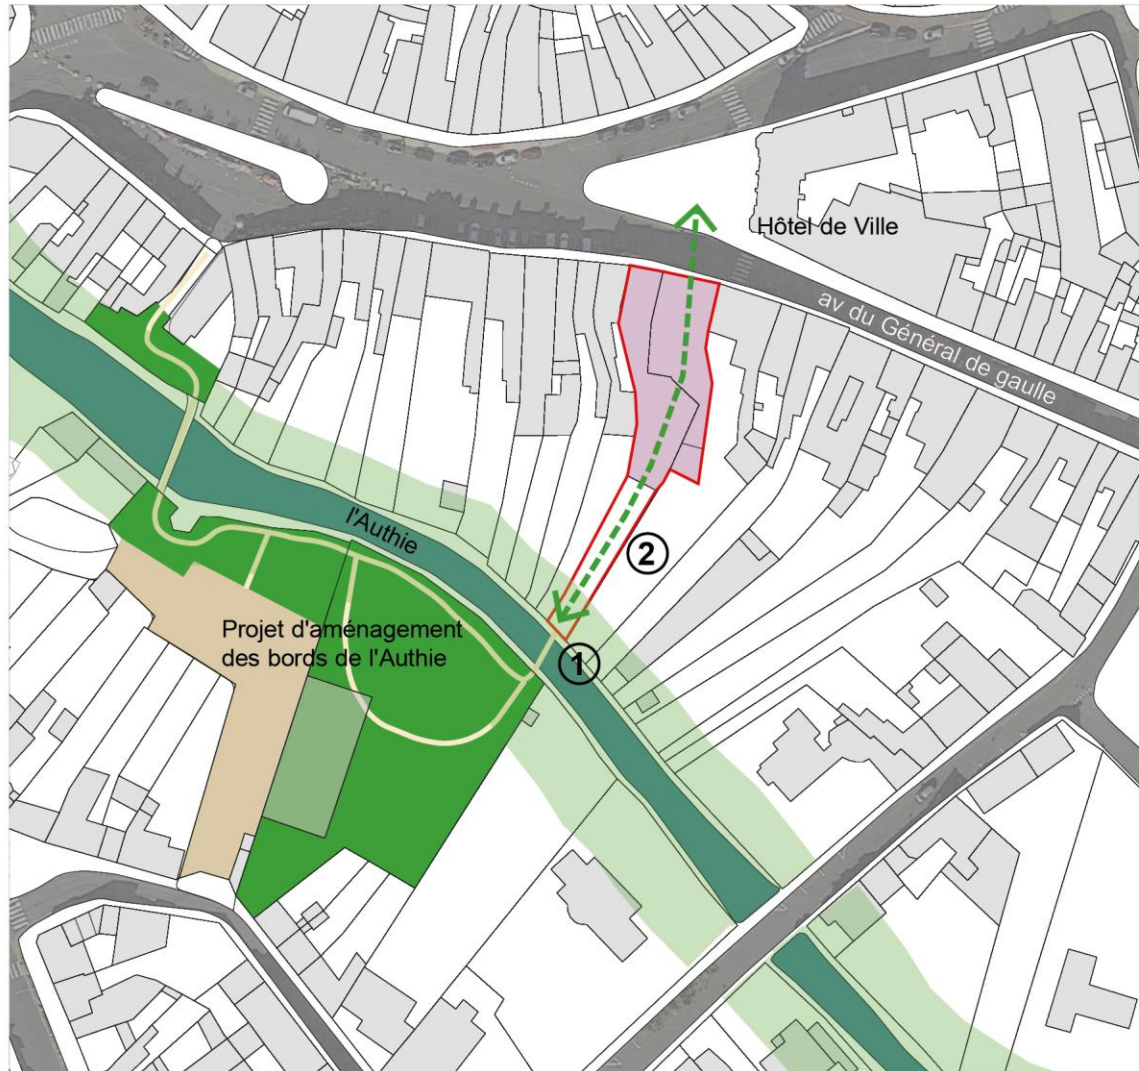 Hôtel de Ville
av du Général de gaulle
l'Authie
2
Projet d'aménagement
des bords de l'Authie
1